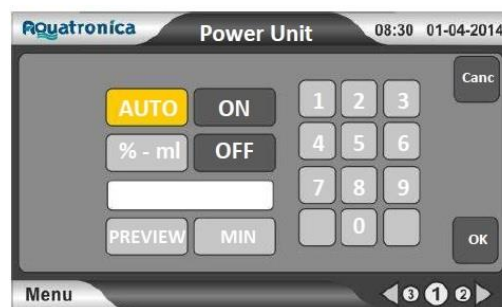 Aquatronica Power Unit 08:30 01-04-2014
Canc
AUTO ON 1 2 3
% - ml OFF 4 5 6
7 8 9
PREVIEW MIN 0
OK
Menu 3 1 2